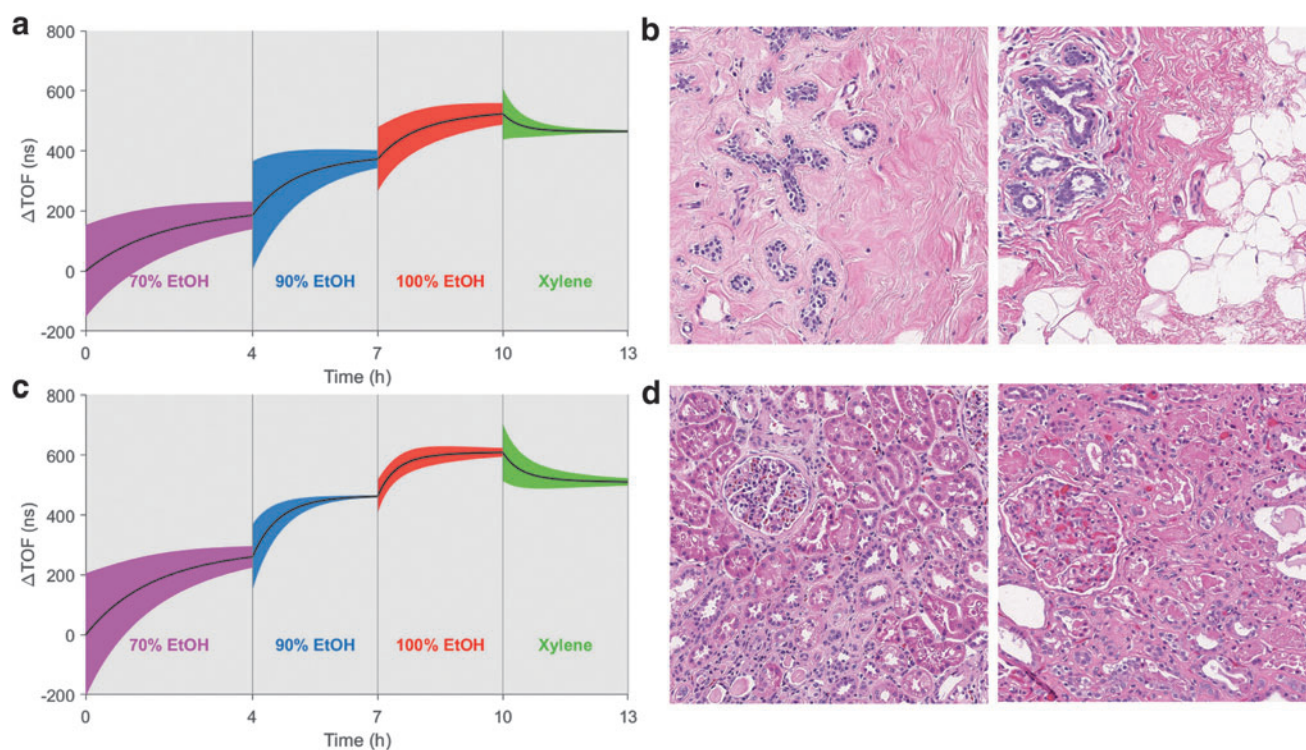 a
800
600
400
200
0
-200
ΔTOF (ns)
70% EtOH
90% EtOH
100% EtOH
Xylene
0
4
7
10
13
Time (h)
b
c
800
600
400
200
0
-200
ΔTOF (ns)
70% EtOH
90% EtOH
100% EtOH
Xylene
0
4
7
10
13
Time (h)
d